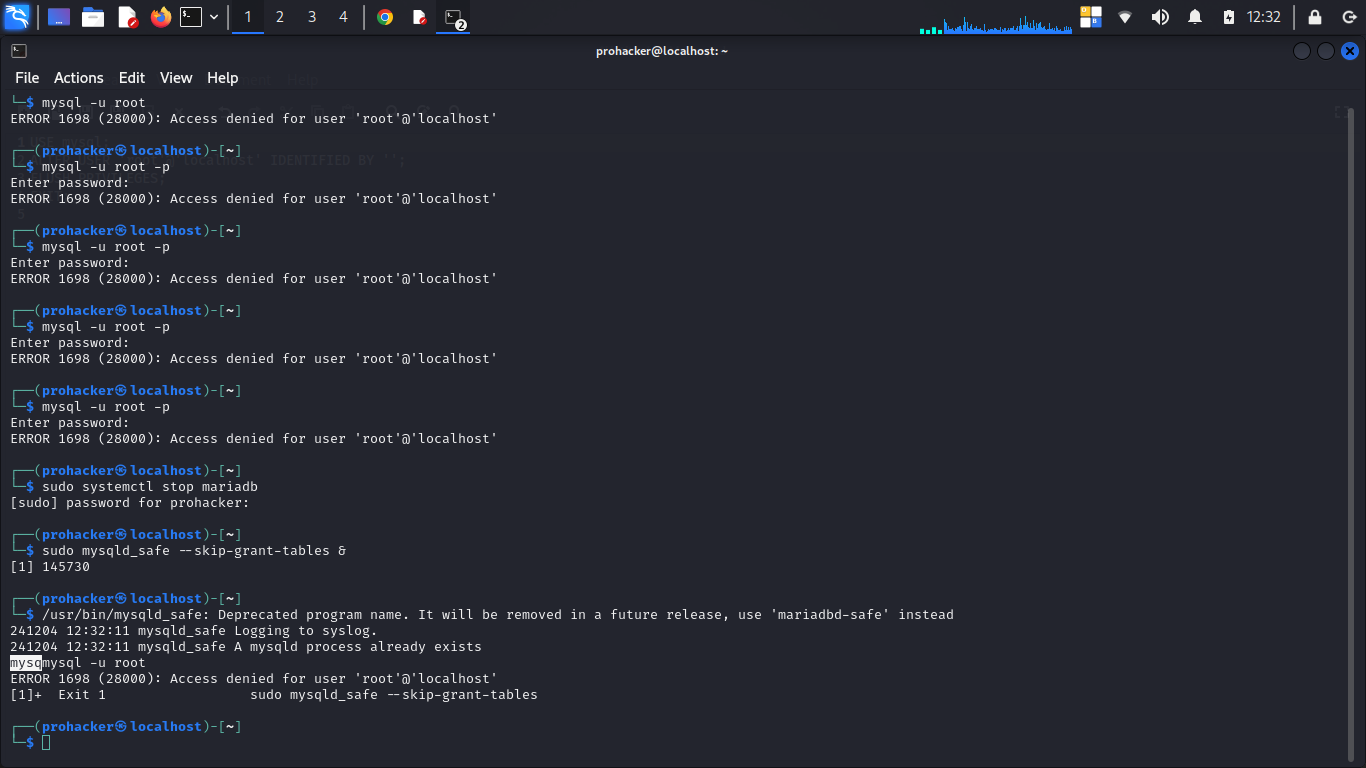 1 2 3 4 2 12:32
prohacker@localhost: ~
File Actions Edit View Help
└─$ mysql -u root
ERROR 1698 (28000): Access denied for user 'root'@'localhost'
┌──(prohacker㉿localhost)-[~]
└─$ mysql -u root -p
Enter password:
ERROR 1698 (28000): Access denied for user 'root'@'localhost'
┌──(prohacker㉿localhost)-[~]
└─$ mysql -u root -p
Enter password:
ERROR 1698 (28000): Access denied for user 'root'@'localhost'
┌──(prohacker㉿localhost)-[~]
└─$ mysql -u root -p
Enter password:
ERROR 1698 (28000): Access denied for user 'root'@'localhost'
┌──(prohacker㉿localhost)-[~]
└─$ mysql -u root -p
Enter password:
ERROR 1698 (28000): Access denied for user 'root'@'localhost'
┌──(prohacker㉿localhost)-[~]
└─$ sudo systemctl stop mariadb
[sudo] password for prohacker:
┌──(prohacker㉿localhost)-[~]
└─$ sudo mysqld_safe --skip-grant-tables &
[1] 145730
┌──(prohacker㉿localhost)-[~]
└─$ /usr/bin/mysqld_safe: Deprecated program name. It will be removed in a future release, use 'mariadbd-safe' instead
241204 12:32:11 mysqld_safe Logging to syslog.
241204 12:32:11 mysqld_safe A mysqld process already exists
mysqmysql -u root
ERROR 1698 (28000): Access denied for user 'root'@'localhost'
[1]+  Exit 1                  sudo mysqld_safe --skip-grant-tables
┌──(prohacker㉿localhost)-[~]
└─$